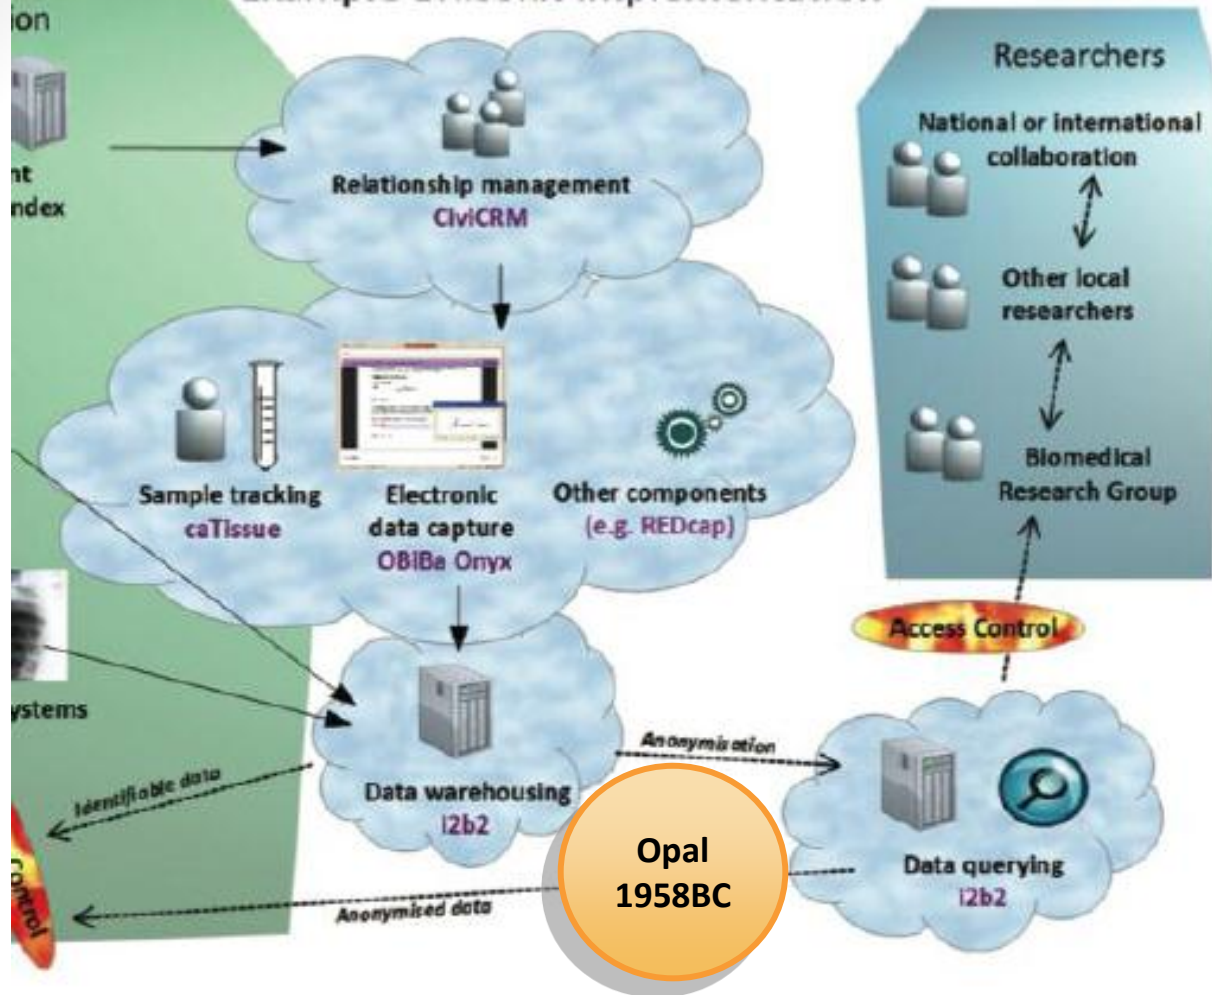 ion
nt
ndex
Relationship management
CiviCRM
Sample tracking
caTissue
Electronic
data capture
OBiBa Onyx
Other components
(e.g. REDcap)
ystems
Data warehousing
i2b2
Identifiable data
Anonymisation
Anonymised data
Control
Opal
1958BC
Data querying
i2b2
Access Control
Researchers
National or international
collaboration
Other local
researchers
Biomedical
Research Group